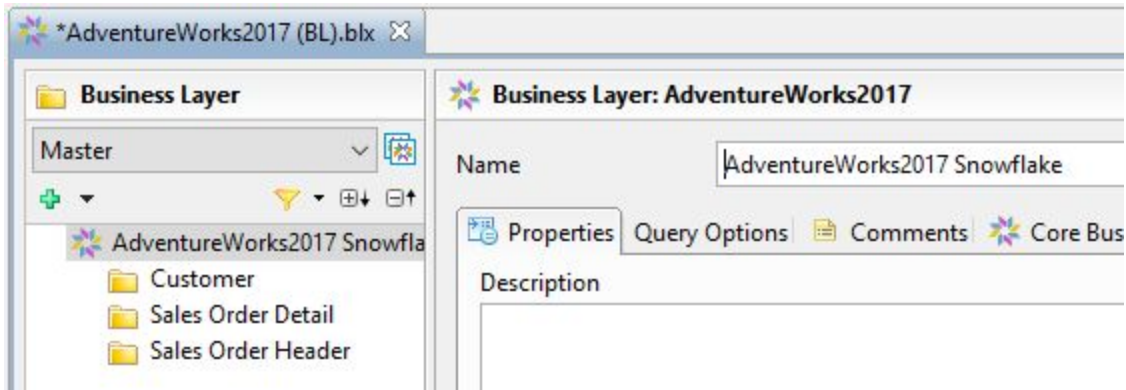 *AdventureWorks2017 (BL).blx
Business Layer
Master
AdventureWorks2017 Snowfla
Customer
Sales Order Detail
Sales Order Header
Business Layer: AdventureWorks2017
Name AdventureWorks2017 Snowflake
Properties Query Options Comments Core Bus
Description